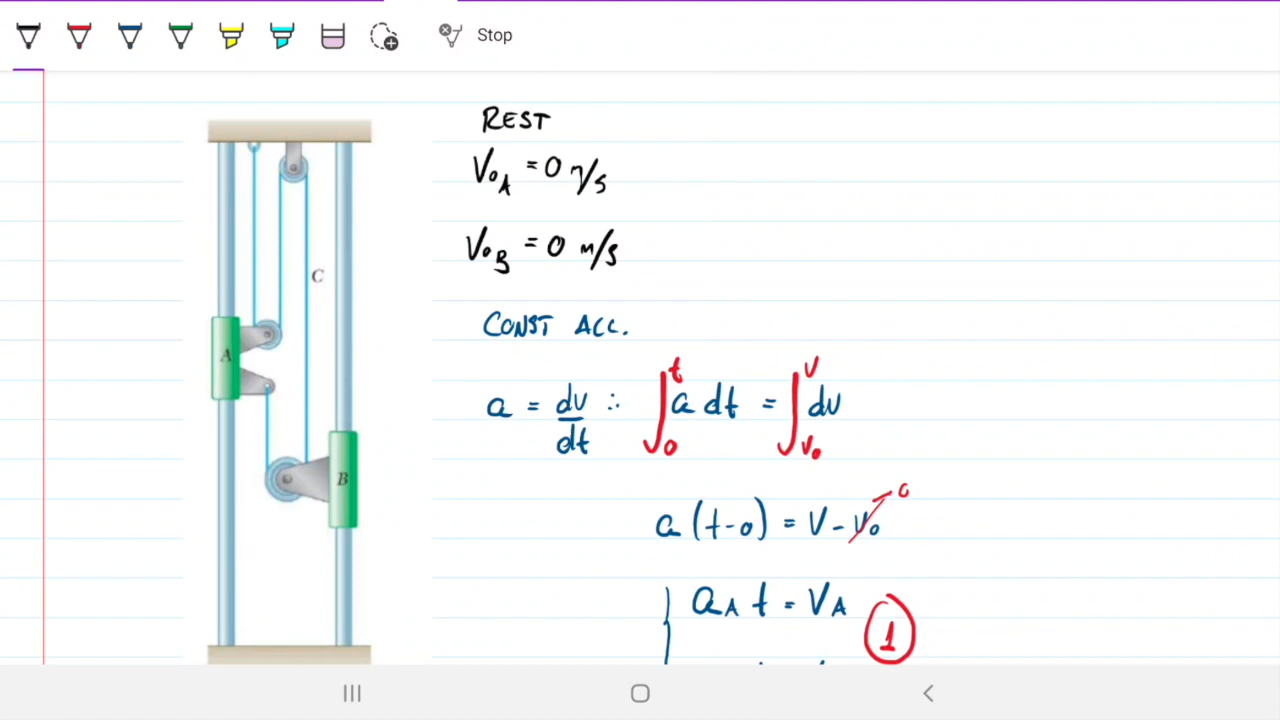 Stop
REST
V₀A = 0 m/s
V₀B = 0 m/s
C
CONST ACC.
A
a = dv/dt ∴ ∫₀ᵗ a dt = ∫ᵥ₀ⱽ dv
B
a (t-0) = V - V₀ 0
aA t = VA
1